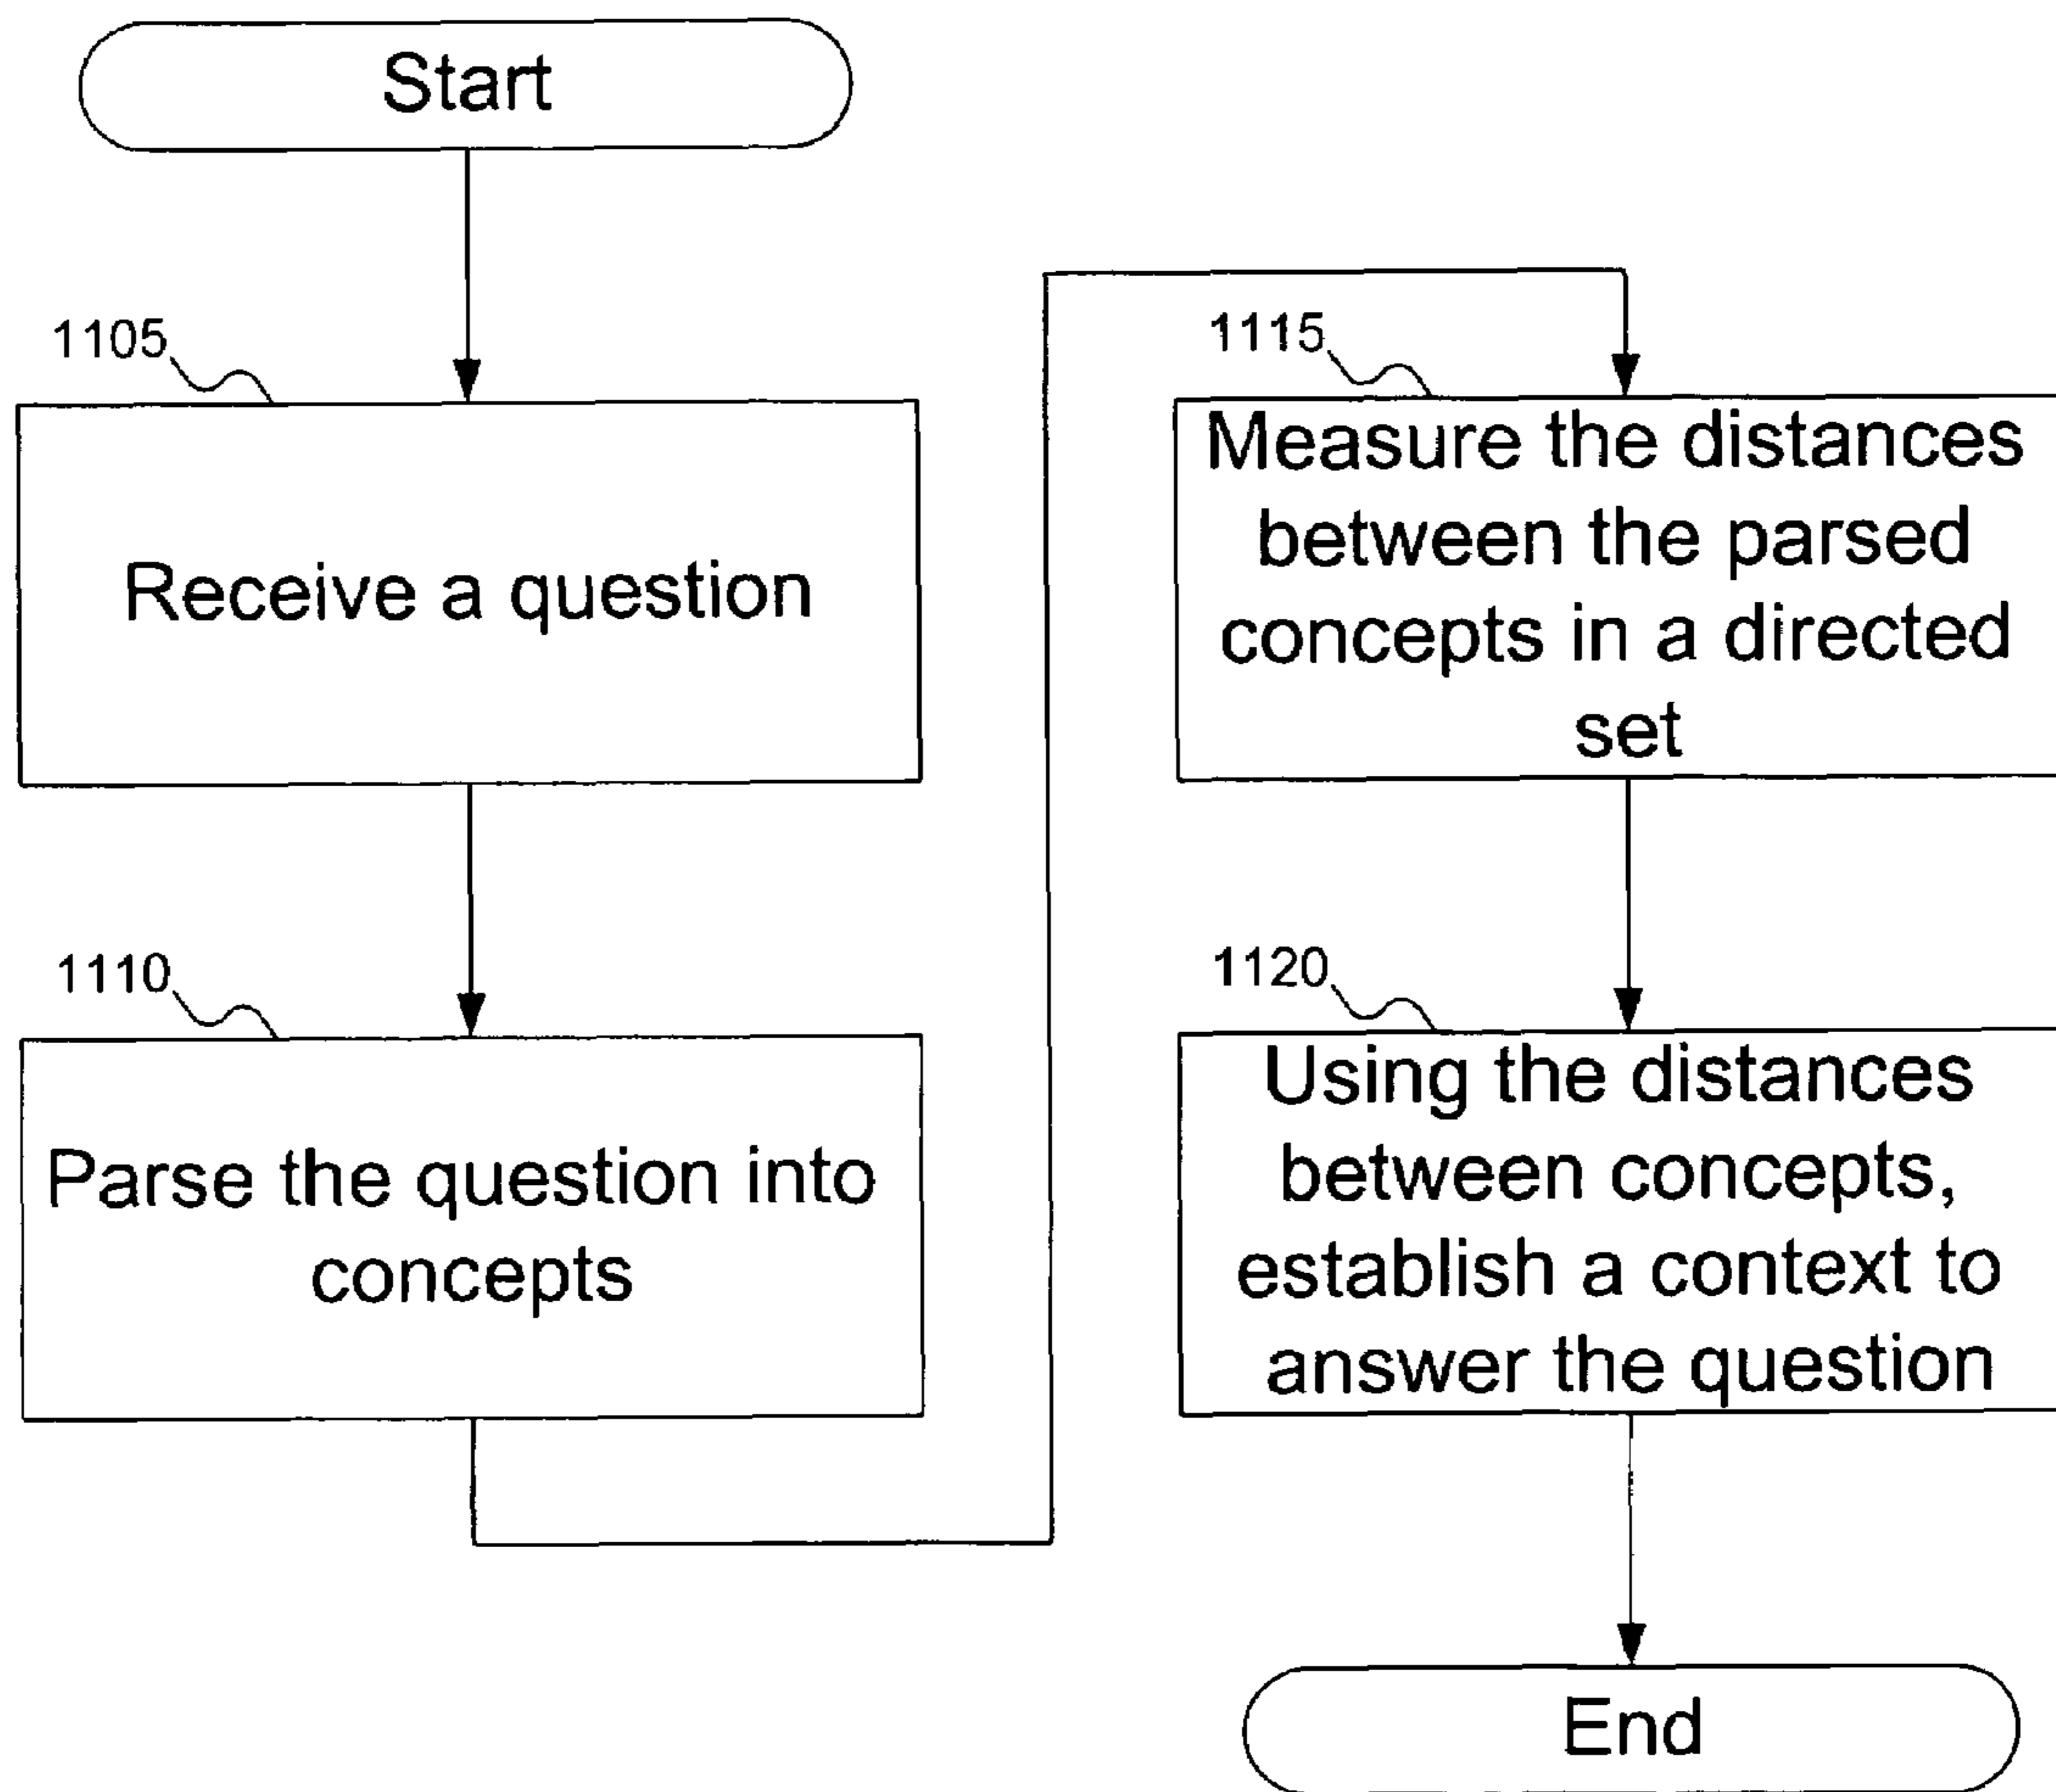 Start
1105
Receive a question
1110
Parse the question into
concepts
1115
Measure the distances
between the parsed
concepts in a directed
set
1120
Using the distances
between concepts,
establish a context to
answer the question
End